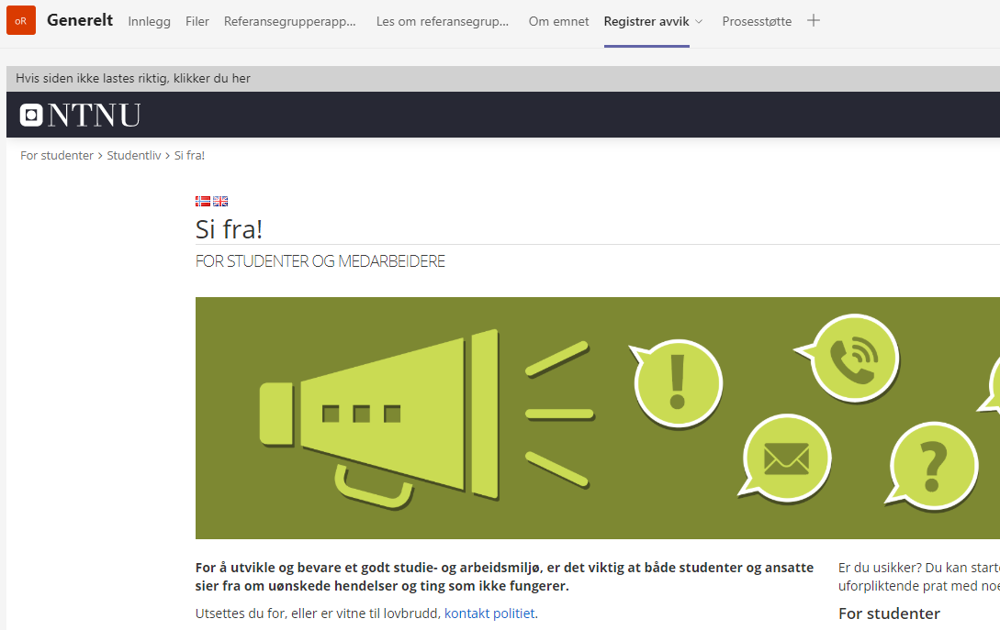 oR Generelt Innlegg Filer Referansegrupperapp... Les om referansegrup... Om emnet Registrer avvik Prosesstøtte
Hvis siden ikke lastes riktig, klikker du her
NTNU
For studenter > Studentliv > Si fra!
Si fra!
FOR STUDENTER OG MEDARBEIDERE
For å utvikle og bevare et godt studie- og arbeidsmiljø, er det viktig at både studenter og ansatte
sier fra om uønskede hendelser og ting som ikke fungerer.
Utsettes du for, eller er vitne til lovbrudd, kontakt politiet.
Er du usikker? Du kan start
uforpliktende prat med noe
For studenter